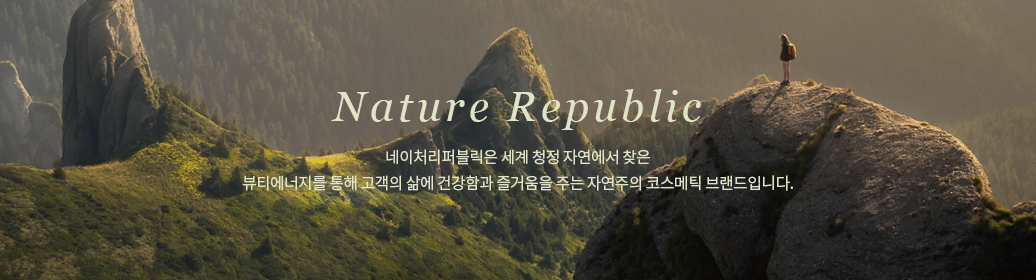 Nature Republic
네이처리퍼블릭은 세계 청정 자연에서 찾은
뷰티에너지를 통해 고객의 삶에 건강함과 즐거움을 주는 자연주의 코스메틱 브랜드입니다.